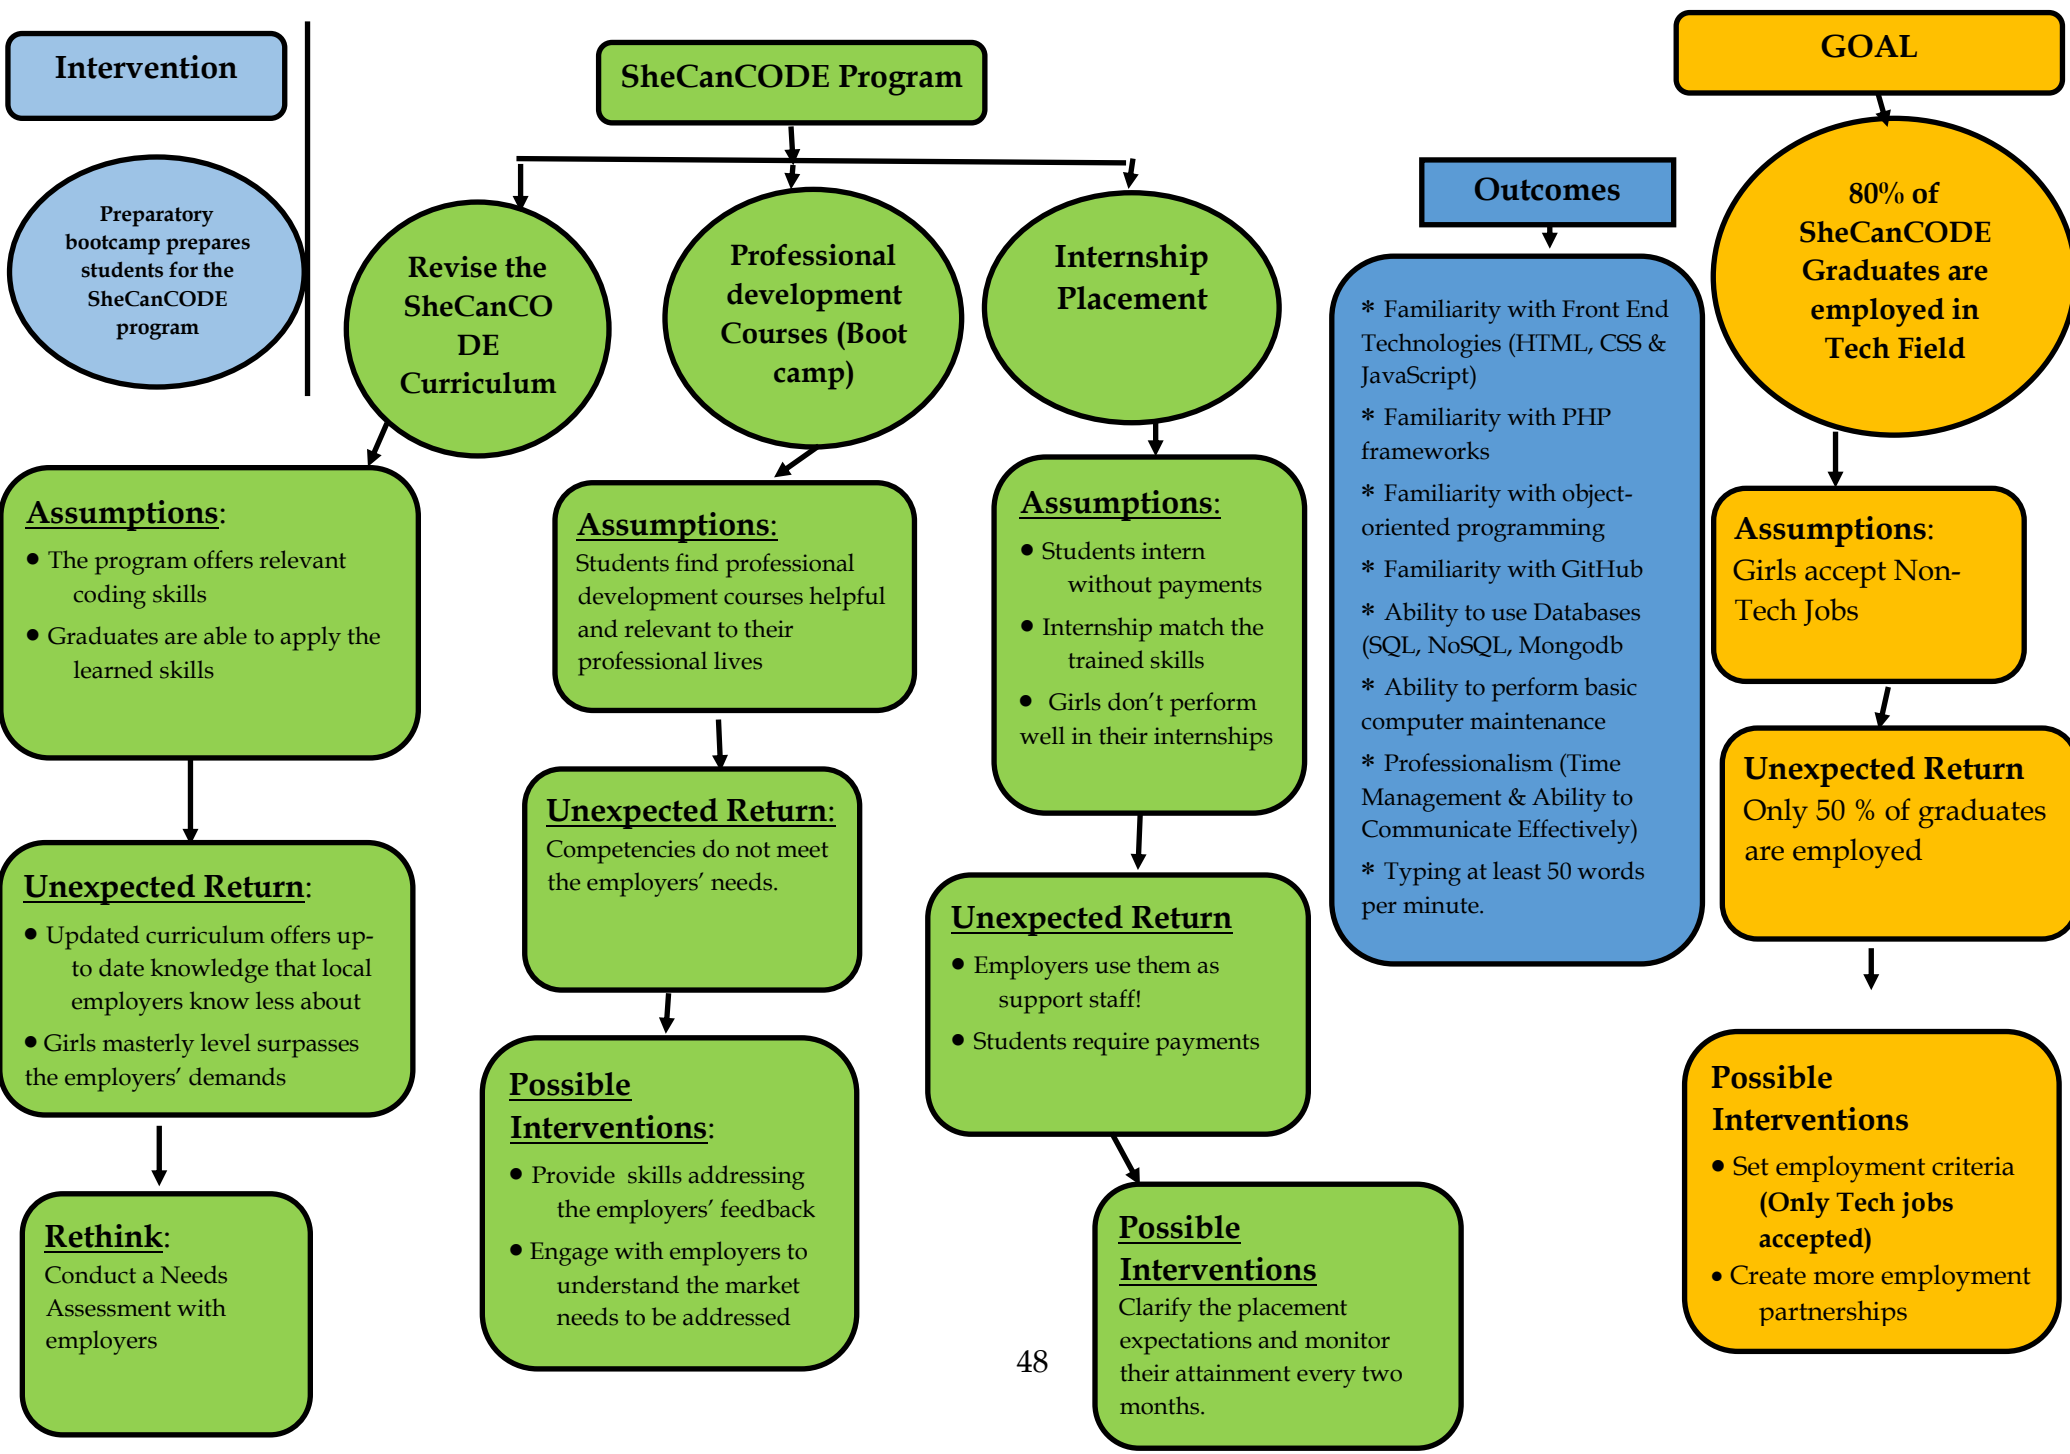 Intervention
Preparatory
bootcamp prepares
students for the
SheCanCODE
program
SheCanCODE Program
Revise the
SheCanCO
DE
Curriculum
Assumptions:
• The program offers relevant
coding skills
• Graduates are able to apply the
learned skills
Unexpected Return:
• Updated curriculum offers up-
to date knowledge that local
employers know less about
• Girls masterly level surpasses
the employers’ demands
Rethink:
Conduct a Needs
Assessment with
employers
Professional
development
Courses (Boot
camp)
Assumptions:
Students find professional
development courses helpful
and relevant to their
professional lives
Unexpected Return:
Competencies do not meet
the employers’ needs.
Possible
Interventions:
• Provide skills addressing
the employers’ feedback
• Engage with employers to
understand the market
needs to be addressed
Internship
Placement
Assumptions:
• Students intern
without payments
• Internship match the
trained skills
• Girls don’t perform
well in their internships
Unexpected Return
• Employers use them as
support staff!
• Students require payments
Possible
Interventions
Clarify the placement
expectations and monitor
their attainment every two
months.
Outcomes
* Familiarity with Front End
Technologies (HTML, CSS &
JavaScript)
* Familiarity with PHP
frameworks
* Familiarity with object-
oriented programming
* Familiarity with GitHub
* Ability to use Databases
(SQL, NoSQL, Mongodb
* Ability to perform basic
computer maintenance
* Professionalism (Time
Management & Ability to
Communicate Effectively)
* Typing at least 50 words
per minute.
GOAL
80% of
SheCanCODE
Graduates are
employed in
Tech Field
Assumptions:
Girls accept Non-
Tech Jobs
Unexpected Return
Only 50 % of graduates
are employed
Possible
Interventions
• Set employment criteria
(Only Tech jobs
accepted)
• Create more employment
partnerships
48